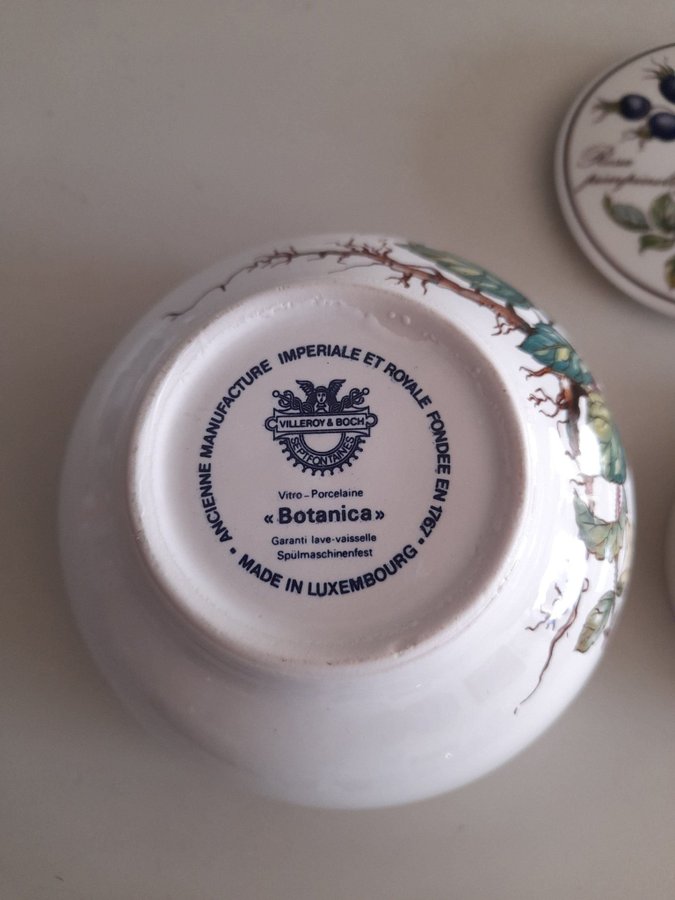 ANCIENNE MANUFACTURE IMPERIALE ET ROYALE FONDEE EN 1767
VILLEROY & BOCH
SEPTFONTAINES
Vitro-Porcelaine
«Botanica»
Garanti lave-vaisselle
Spülmaschinenfest
MADE IN LUXEMBOURG
Rosa